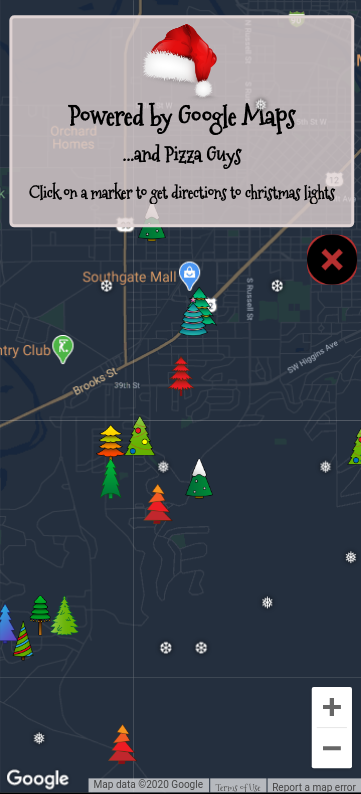 Powered by Google Maps
...and Pizza Guys
Click on a marker to get directions to christmas lights
Orchard
Homes
12
Southgate Mall
S Russell St
ntry Club
Brooks St
39th St
SW Higgins Ave
+
−
Google
Map data ©2020 Google
Terms of Use
Report a map error